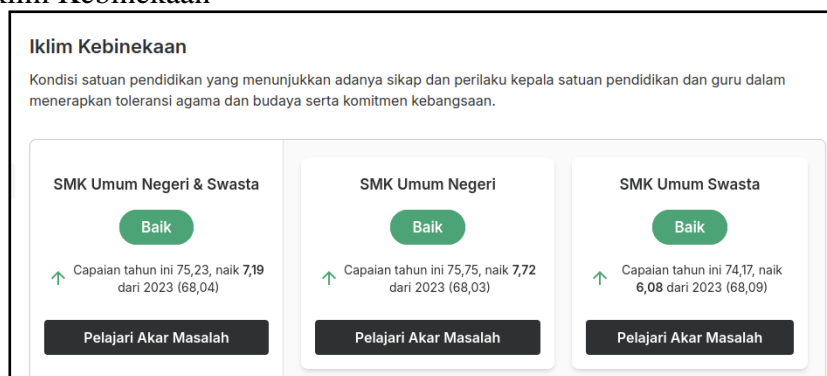 Iklim Kebinekaan
Kondisi satuan pendidikan yang menunjukkan adanya sikap dan perilaku kepala satuan pendidikan dan guru dalam
menerapkan toleransi agama dan budaya serta komitmen kebangsaan.
SMK Umum Negeri & Swasta
Baik
Capaian tahun ini 75,23, naik 7,19
dari 2023 (68,04)
Pelajari Akar Masalah
SMK Umum Negeri
Baik
Capaian tahun ini 75,75, naik 7,72
dari 2023 (68,03)
Pelajari Akar Masalah
SMK Umum Swasta
Baik
Capaian tahun ini 74,17, naik
6,08 dari 2023 (68,09)
Pelajari Akar Masalah